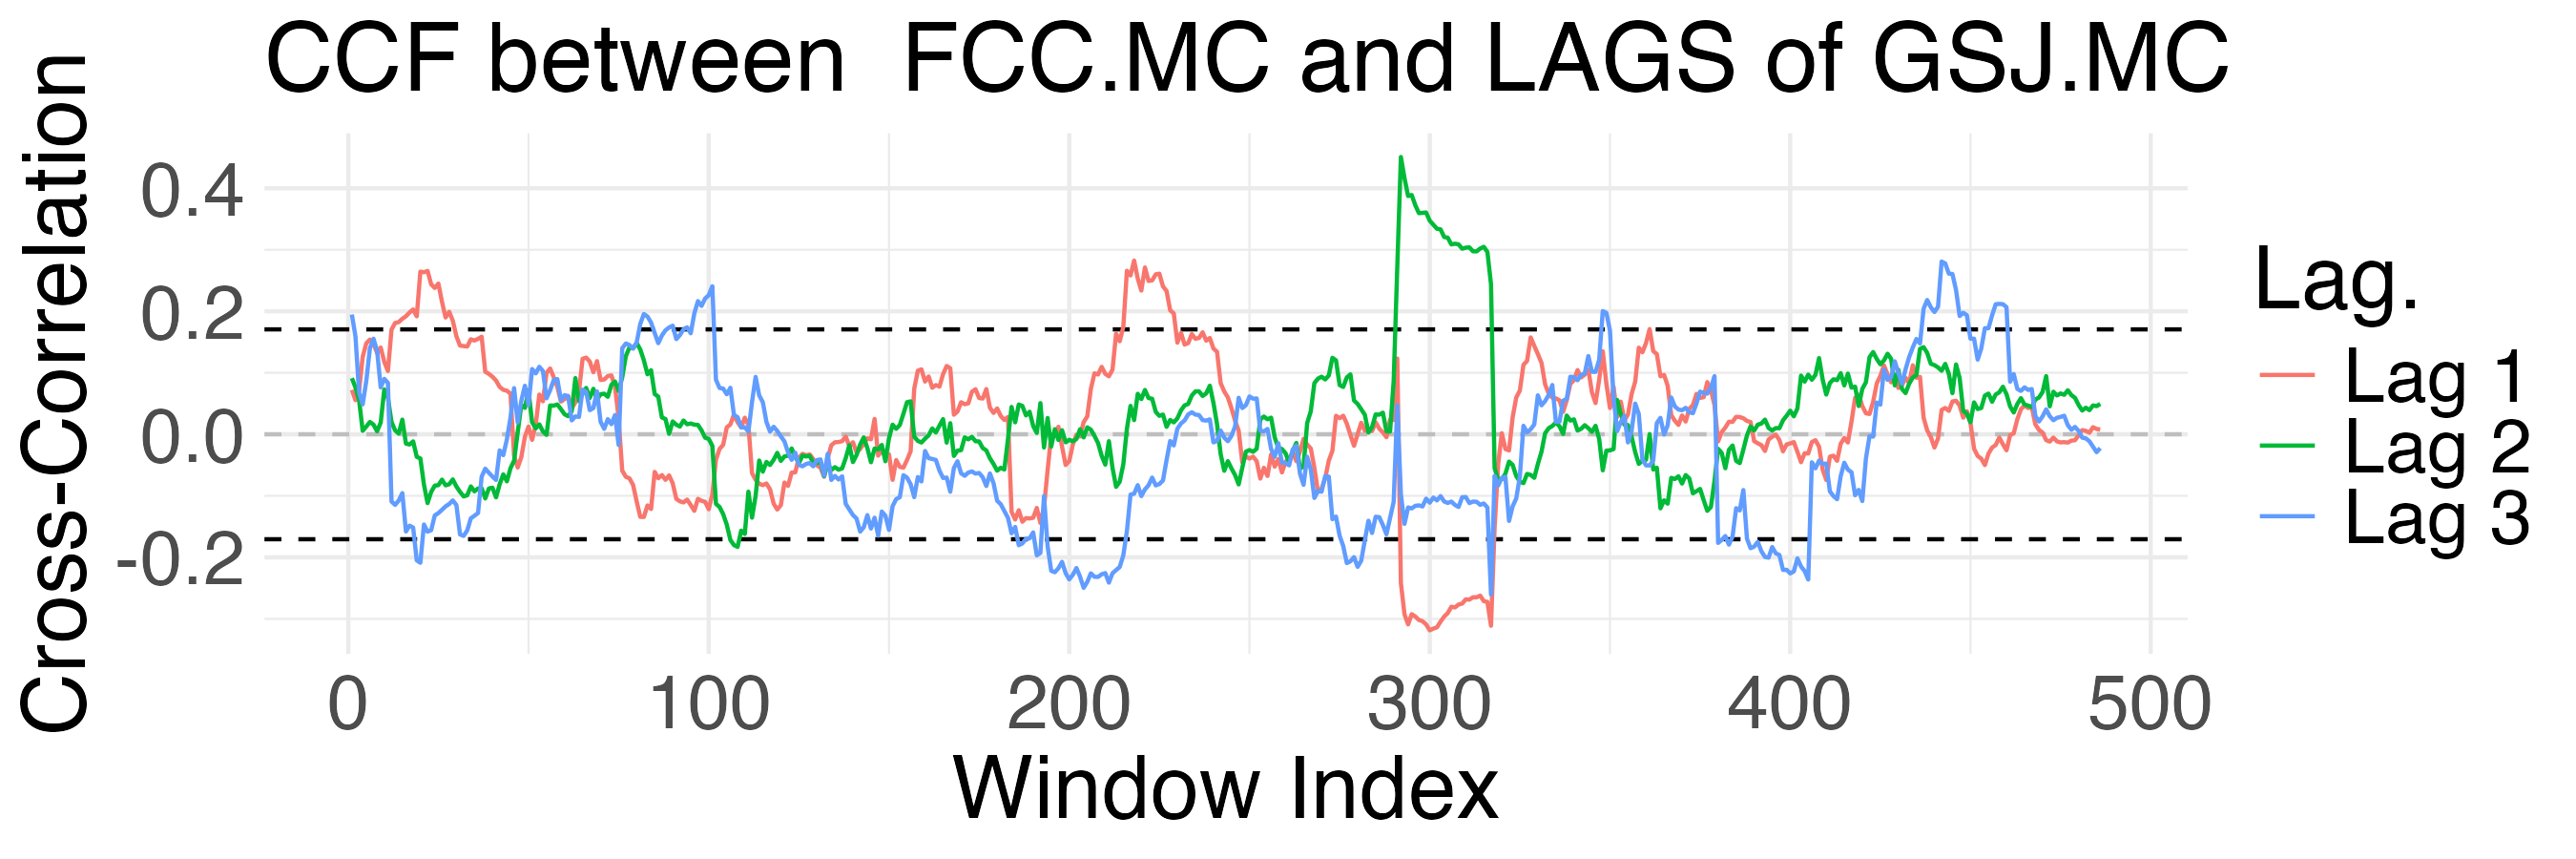 CCF between  FCC.MC and LAGS of GSJ.MC
Cross-Correlation
0.4
0.2
0.0
-0.2
0 100 200 300 400 500
Window Index
Lag.
Lag 1
Lag 2
Lag 3